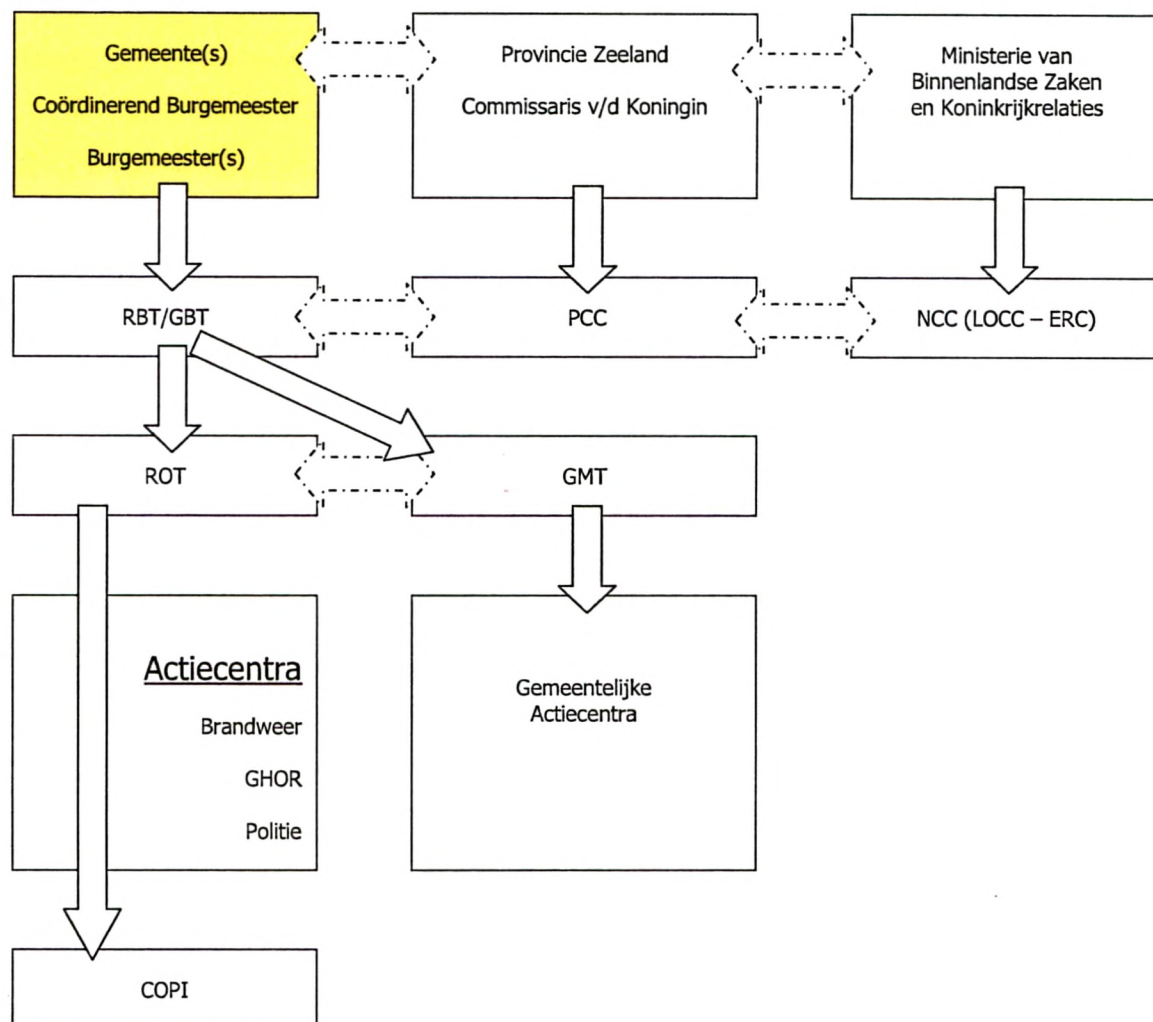 Gemeente(s)
Coördinerend Burgemeester
Burgemeester(s)
Provincie Zeeland
Commissaris v/d Koningin
Ministerie van
Binnenlandse Zaken
en Koninkrijkrelaties
RBT/GBT
PCC
NCC (LOCC – ERC)
ROT
GMT
Actiecentra
Brandweer
GHOR
Politie
Gemeentelijke
Actiecentra
COPI